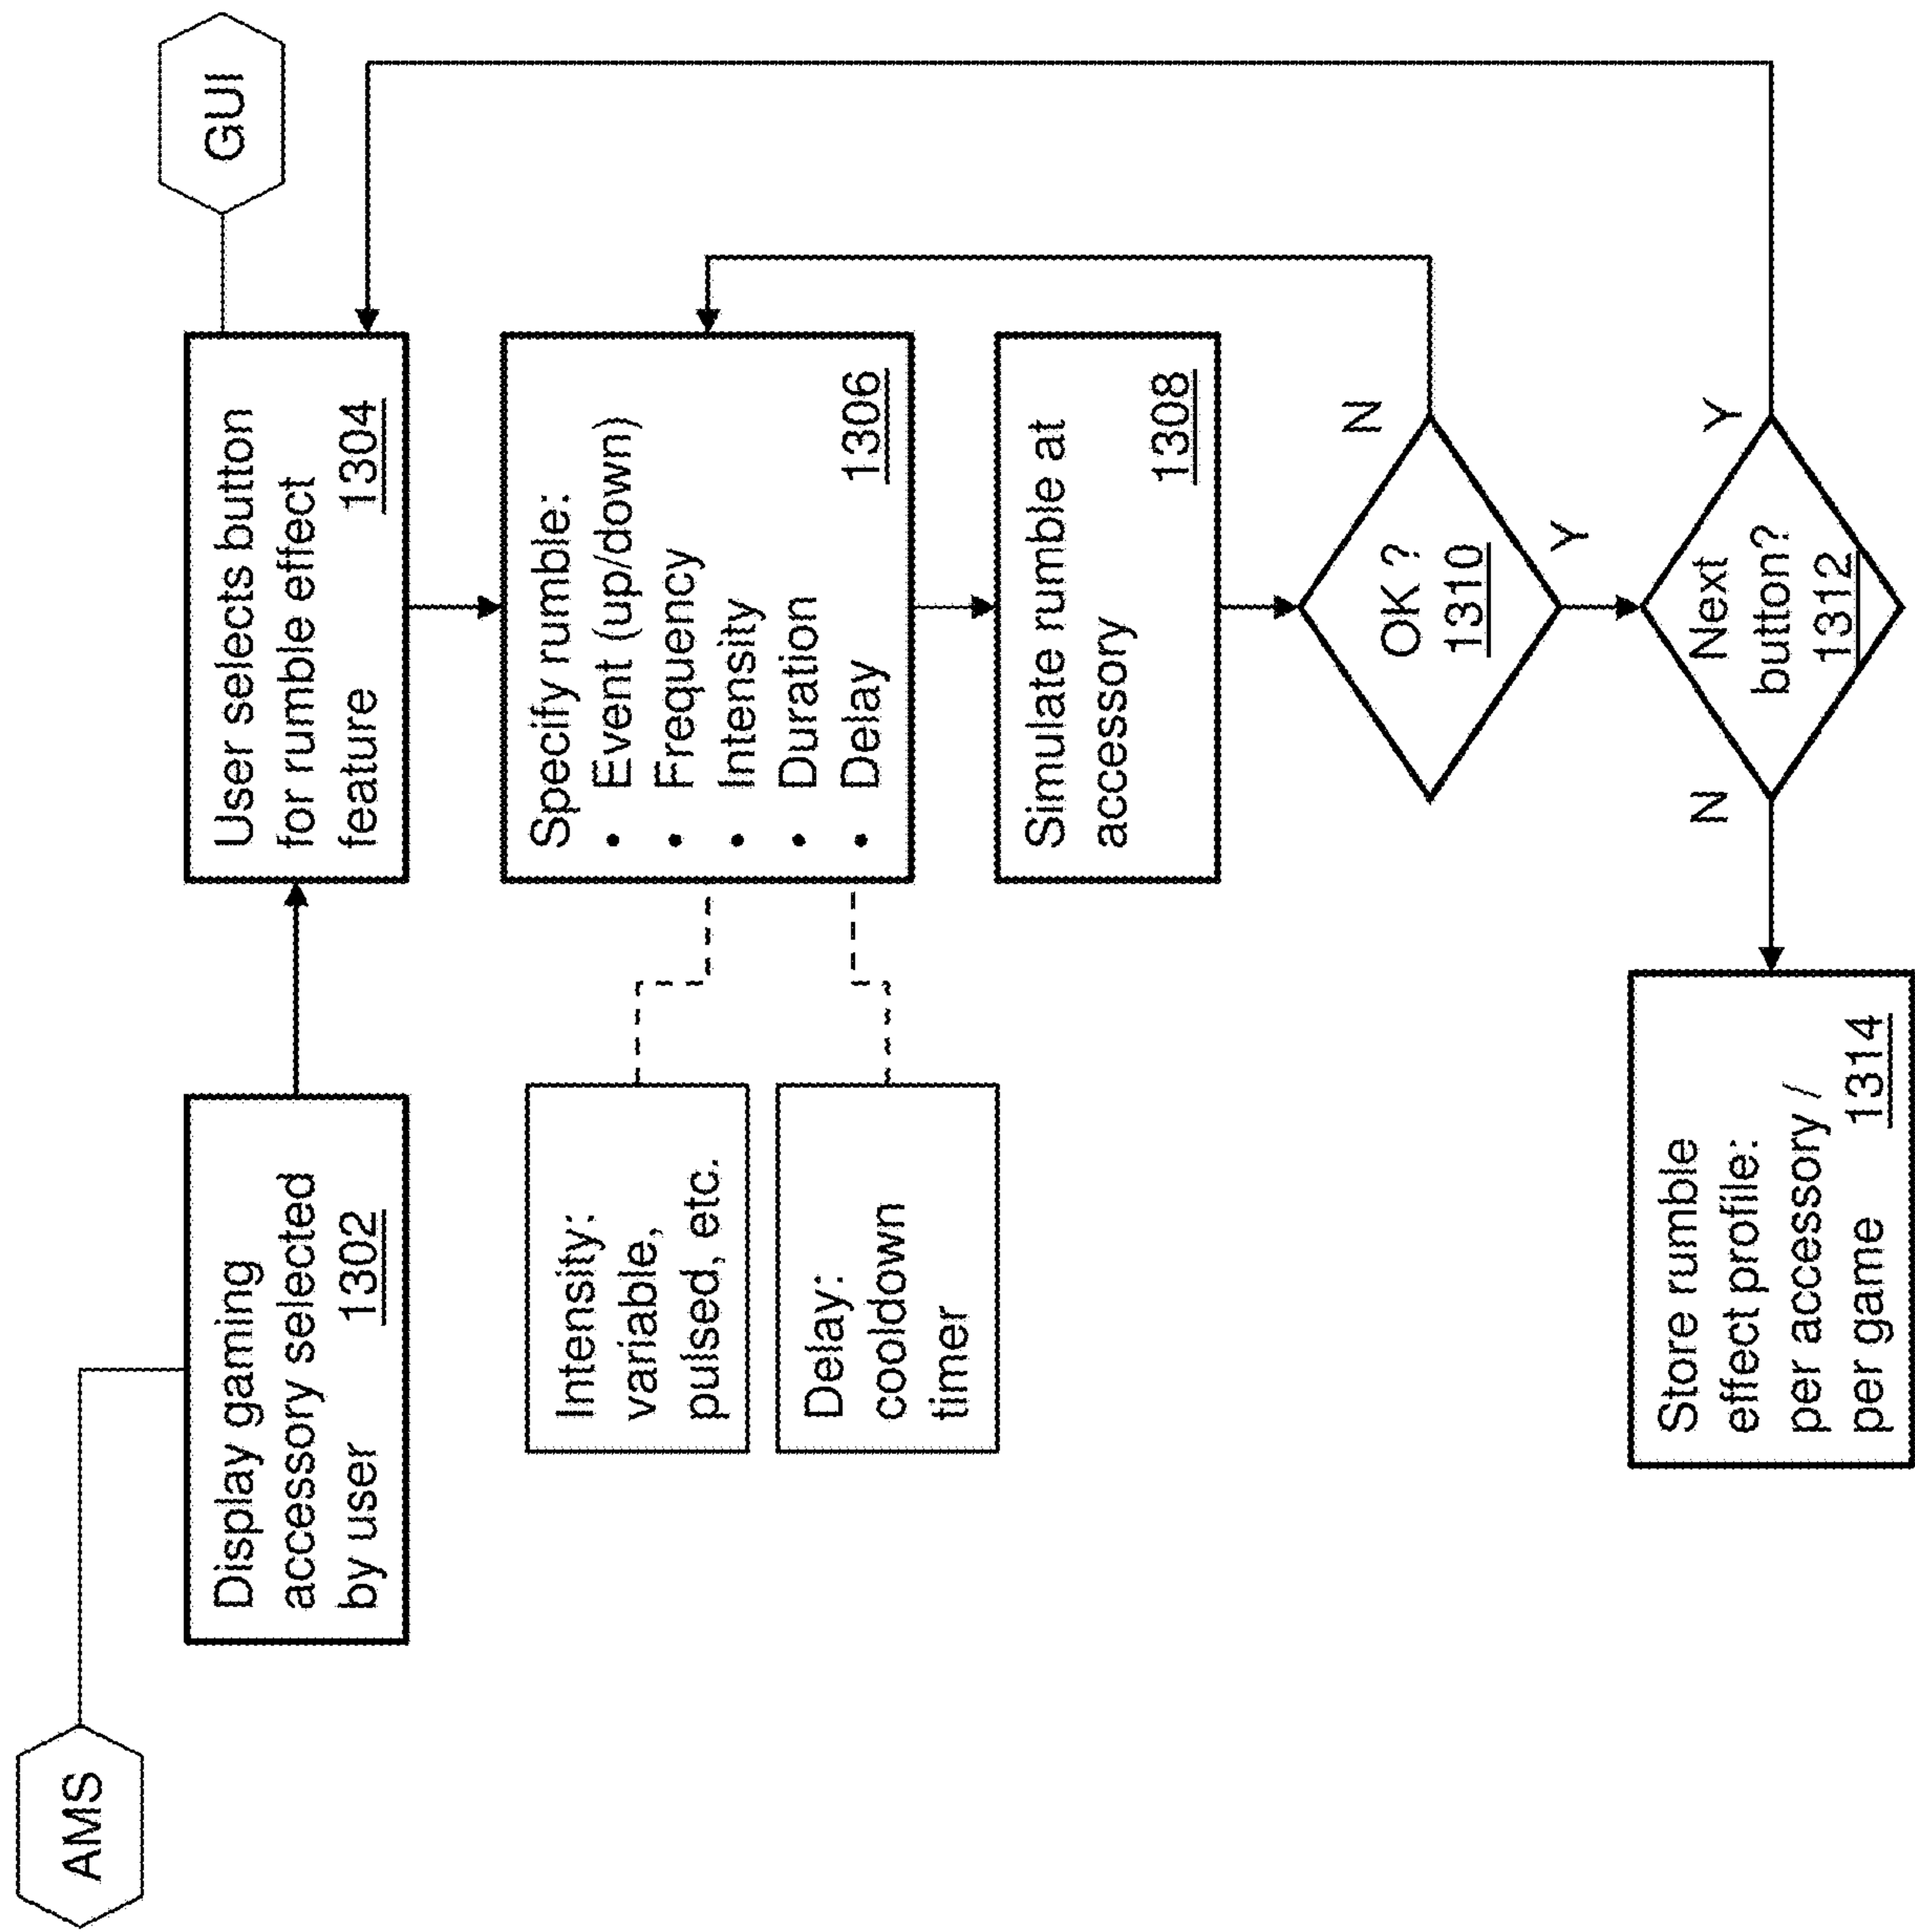 AMS
Display gaming
accessory selected
by user 1302
User selects button
for rumble effect
feature 1304
GUI
Specify rumble:
• Event (up/down)
• Frequency
• Intensity
• Duration
• Delay 1306
Intensity:
variable,
pulsed, etc.
Delay:
cooldown
timer
Simulate rumble at
accessory
1308
OK ?
1310
N
Y
Next
button?
1312
Y
N
Store rumble
effect profile:
per accessory /
per game 1314